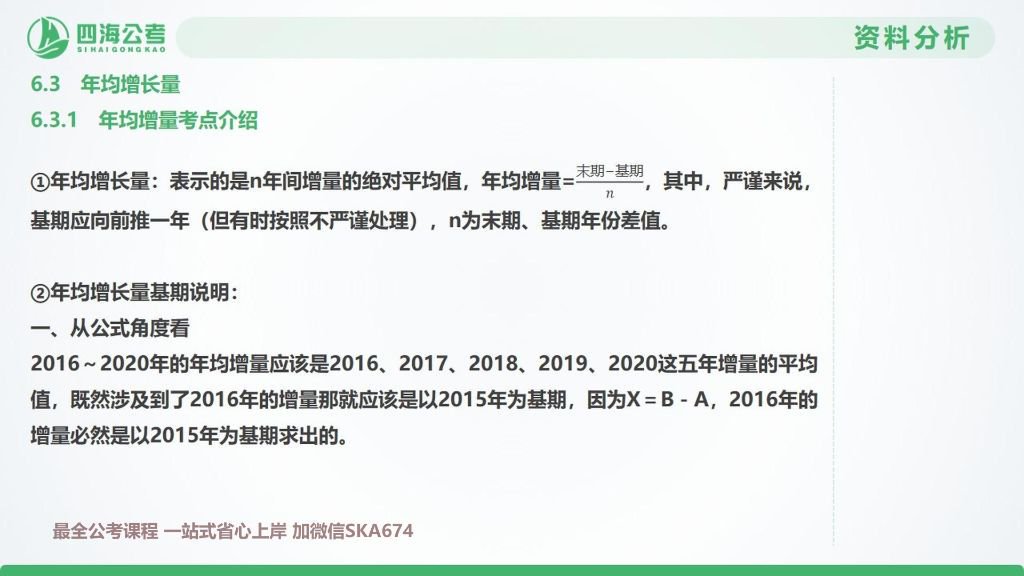 四海公考
SIHAIGONGKAO
资料分析
6.3 年均增长量
6.3.1 年均增量考点介绍
①年均增长量：表示的是n年间增量的绝对平均值，年均增量=末期−基期/n，其中，严谨来说，
基期应向前推一年（但有时按照不严谨处理），n为末期、基期年份差值。
②年均增长量基期说明：
一、从公式角度看
2016～2020年的年均增量应该是2016、2017、2018、2019、2020这五年增量的平均
值，既然涉及到了2016年的增量那就应该是以2015年为基期，因为X＝B－A，2016年的
增量必然是以2015年为基期求出的。
最全公考课程 一站式省心上岸 加微信SKA674